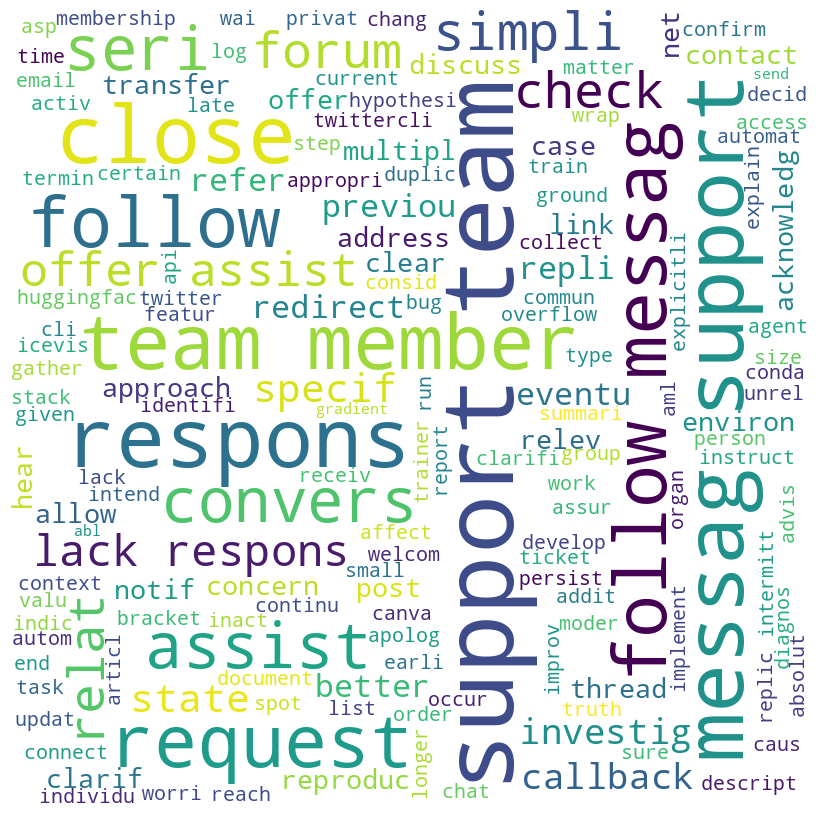 asp
membership
wai
privat
chang
simpli
net
confirm
time
seri
log
forum
discuss
matter
contact
send
email
transfer
current
check
decid
activ
late
offer
hypothesi
twittercli
wrap
access
automat
close
step
multipl
case
train
termin
certain
refer
appropri
duplic
team
messag
support
explain
acknowledg
follow
previou
ground
link
address
collect
offer assist
api
clear
consid
repli
explicitli
huggingfac
twitter
featur
redirect
bug
commun
overflow
agent
cli
icevis
team member
type
size
conda
gather
stack
given
approach
identifi
specif
gradient
run
eventu
summari
aml
unrel
environ
respons
trainer
report
relev
clarifi
group
person
instruct
hear
lack
intend
receiv
support
follow
messag
work
organ
advis
allow
abl
convers
affect
assur
lack respons
welcom
develop
ticket
context
notif
concern
small
post
persist
addit
valu
indic
autom
relat
bracket
inact
continu
canva
moder
implement
intermitt
diagnos
articl
assist
apolog
earli
improv
replic
absolut
end
task
document
better
occur
thread
updat
state
spot
list
order
truth
connect
request
investig
sure
caus
clarif
reproduc
longer
callback
descript
individu
worri
reach
chat